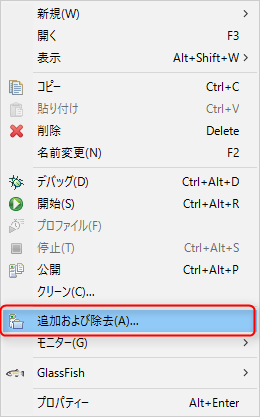 新規(W)
開く F3
表示 Alt+Shift+W
コピー Ctrl+C
貼り付け Ctrl+V
削除 Delete
名前変更(N) F2
デバッグ(D) Ctrl+Alt+D
開始(S) Ctrl+Alt+R
プロファイル(F)
停止(T) Ctrl+Alt+S
公開 Ctrl+Alt+P
クリーン(C)...
追加および除去(A)...
モニター(G)
GlassFish
プロパティー Alt+Enter